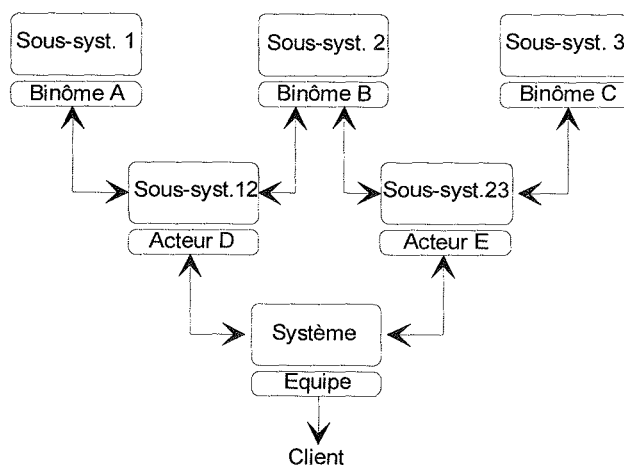 Sous-syst. 1
Sous-syst. 2
Sous-syst. 3
Binôme A
Binôme B
Binôme C
Sous-syst.12
Sous-syst.23
Acteur D
Acteur E
Système
Equipe
Client